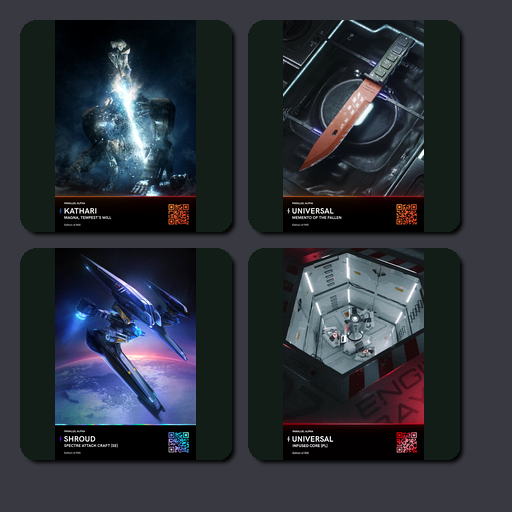 PARALLEL ALPHA
KATHARI
MAGNA, TEMPEST'S WILL
PARALLEL ALPHA
UNIVERSAL
MEMENTO OF THE FALLEN
PARALLEL ALPHA
SHROUD
SPECTRE ATTACK CRAFT [SE]
PARALLEL ALPHA
UNIVERSAL
INFUSED CORE [PL]